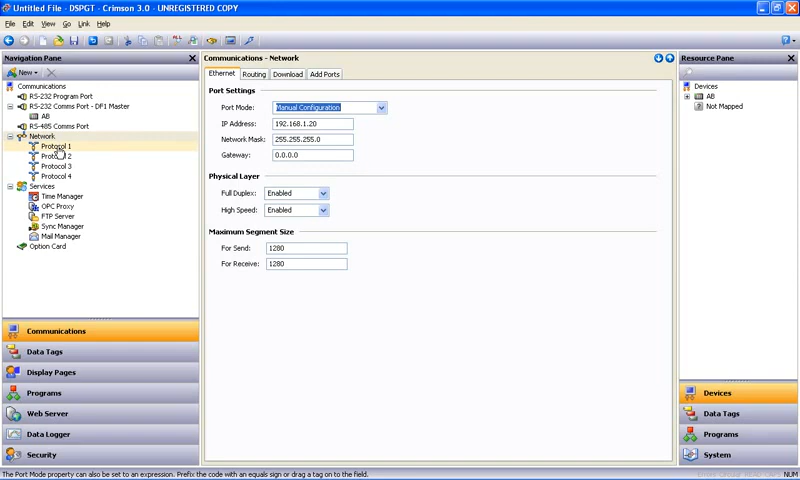 Untitled File - DSPGT - Crimson 3.0 - UNREGISTERED COPY
File Edit View Go Link Help
Navigation Pane
New
Communications
RS-232 Program Port
RS-232 Comms Port - DF1 Master
AB
RS-485 Comms Port
Network
Protocol 1
Protocol 2
Protocol 3
Protocol 4
Services
Time Manager
OPC Proxy
FTP Server
Sync Manager
Mail Manager
Option Card
Communications
Data Tags
Display Pages
Programs
Web Server
Data Logger
Security
Communications - Network
Ethernet Routing Download Add Ports
Port Settings
Port Mode: Manual Configuration
IP Address: 192.168.1.20
Network Mask: 255.255.255.0
Gateway: 0.0.0.0
Physical Layer
Full Duplex: Enabled
High Speed: Enabled
Maximum Segment Size
For Send: 1280
For Receive: 1280
Resource Pane
Devices
AB
Not Mapped
Devices
Data Tags
Programs
System
The Port Mode property can also be set to an expression. Prefix the code with an equals sign or drag a tag on to the field.
NUM